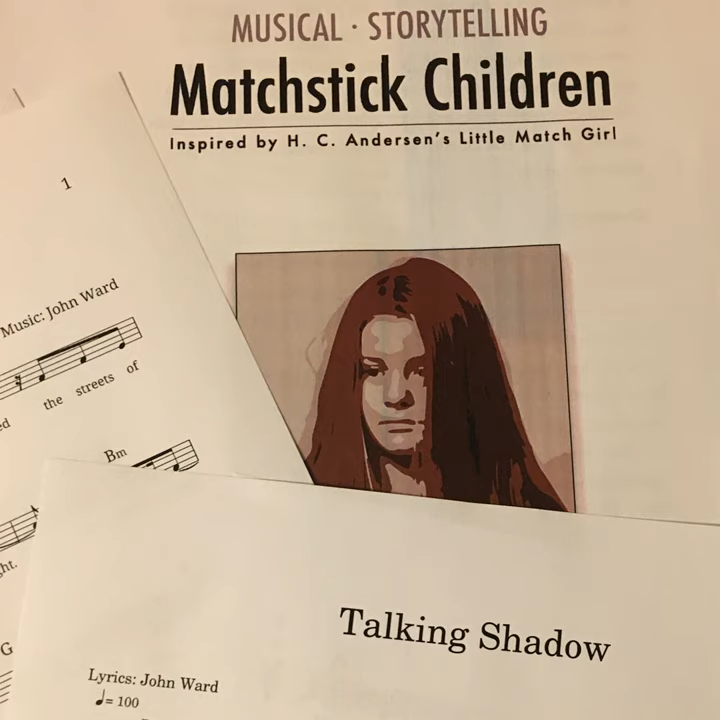 MUSICAL · STORYTELLING
Matchstick Children
Inspired by H. C. Andersen's Little Match Girl
1
Music: John Ward
the streets of
Bm
G
Talking Shadow
Lyrics: John Ward
♩= 100